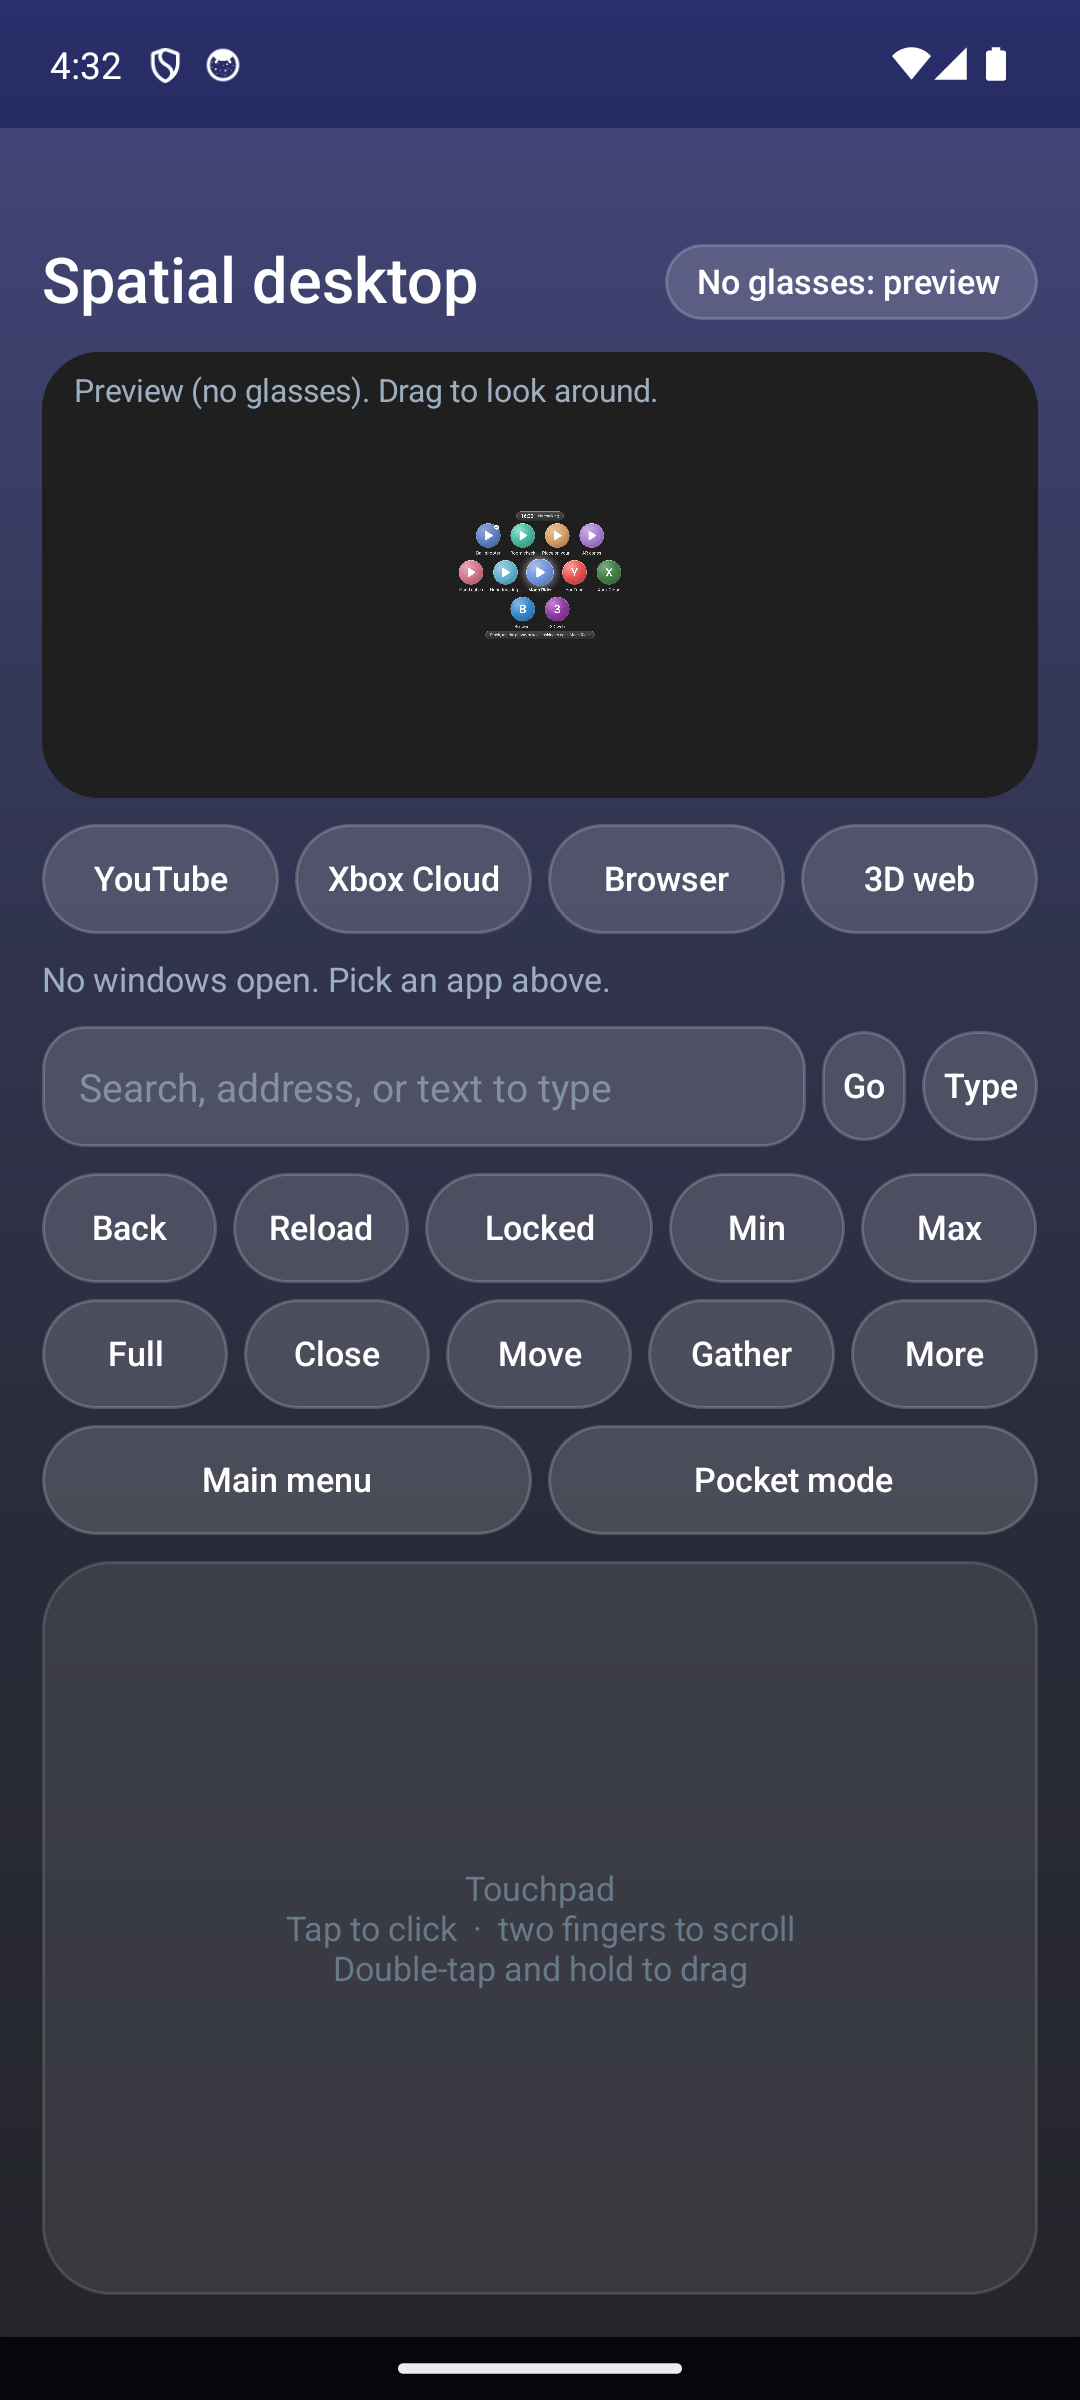 4:32
Spatial desktop
No glasses: preview
Preview (no glasses). Drag to look around.
Y
X
B
3
YouTube
Xbox Cloud
Browser
3D web
No windows open. Pick an app above.
Search, address, or text to type
Go
Type
Back
Reload
Locked
Min
Max
Full
Close
Move
Gather
More
Main menu
Pocket mode
Touchpad
Tap to click · two fingers to scroll
Double-tap and hold to drag